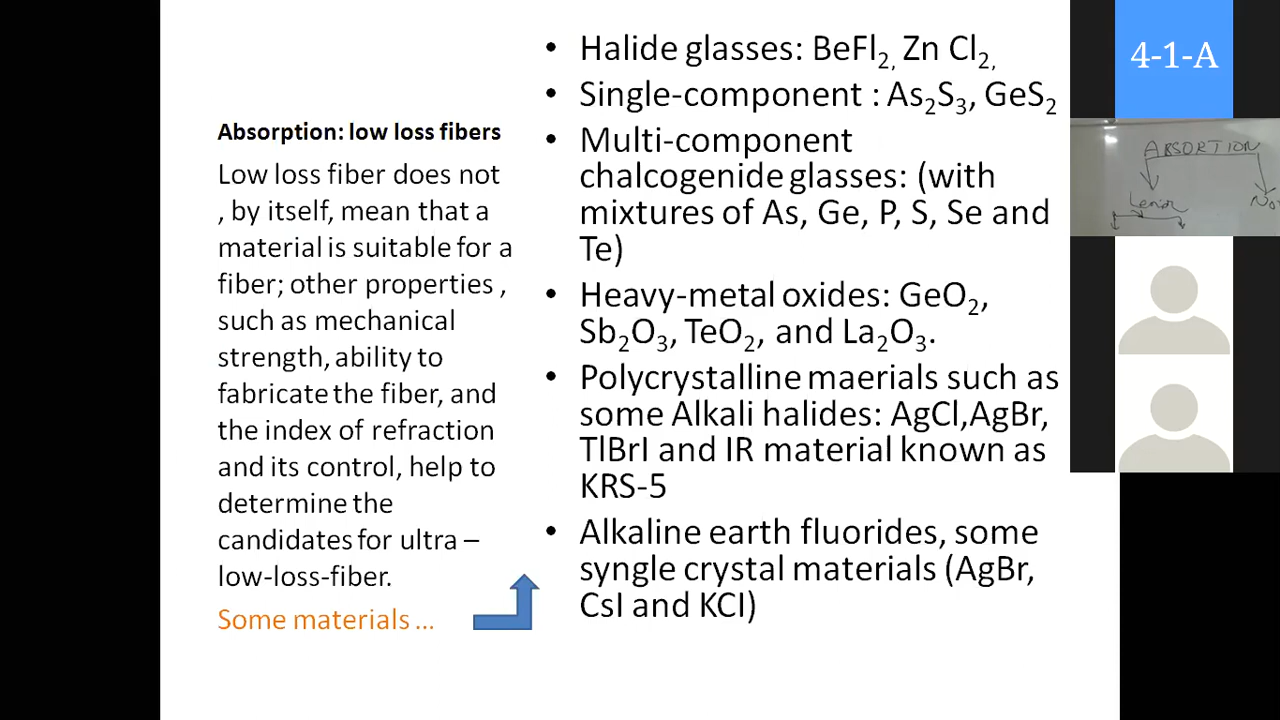 Absorption: low loss fibers
Low loss fiber does not
, by itself, mean that a
material is suitable for a
fiber; other properties ,
such as mechanical
strength, ability to
fabricate the fiber, and
the index of refraction
and its control, help to
determine the
candidates for ultra –
low-loss-fiber.
Some materials ...
• Halide glasses: BeFl₂, Zn Cl₂,
• Single-component : As₂S₃, GeS₂
• Multi-component
chalcogenide glasses: (with
mixtures of As, Ge, P, S, Se and
Te)
• Heavy-metal oxides: GeO₂,
Sb₂O₃, TeO₂, and La₂O₃.
• Polycrystalline maerials such as
some Alkali halides: AgCl,AgBr,
TlBrI and IR material known as
KRS-5
• Alkaline earth fluorides, some
syngle crystal materials (AgBr,
CsI and KCI)
4-1-A
ABSORTION